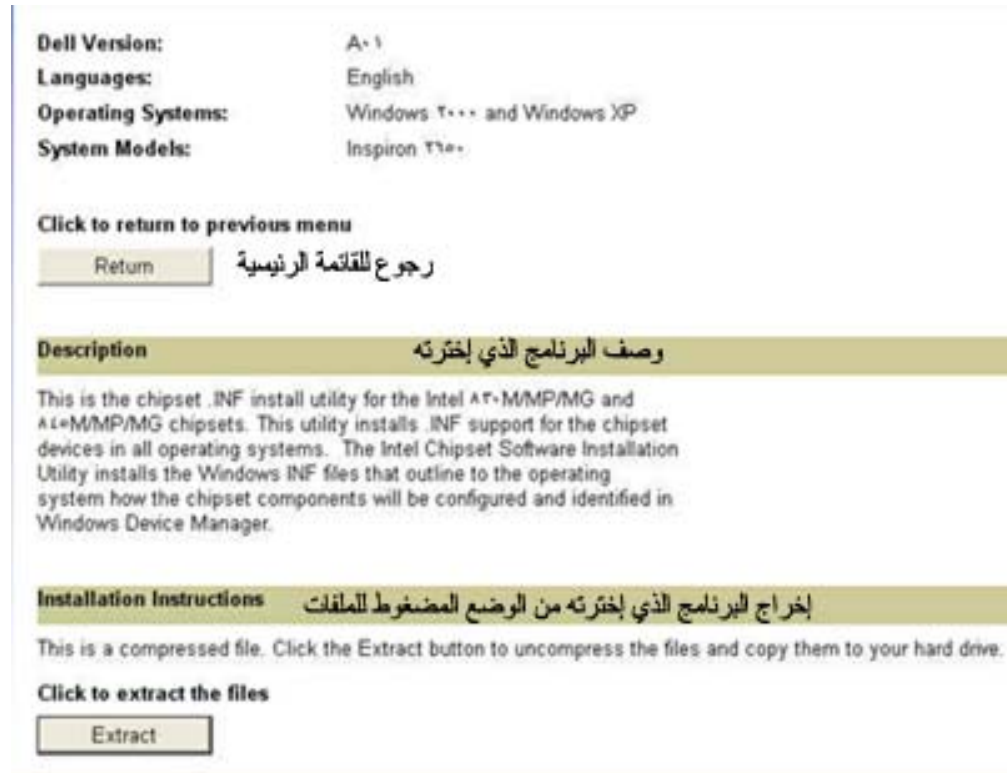 Dell Version: A٠١
Languages: English
Operating Systems: Windows ٢٠٠٠ and Windows XP
System Models: Inspiron ٢٦٥٠
Click to return to previous menu
Return رجوع للقائمة الرئيسية
Description وصف البرنامج الذي إخترته
This is the chipset .INF install utility for the Intel ٨٣٠M/MP/MG and
٨٤٥M/MP/MG chipsets. This utility installs .INF support for the chipset
devices in all operating systems. The Intel Chipset Software Installation
Utility installs the Windows INF files that outline to the operating
system how the chipset components will be configured and identified in
Windows Device Manager.
Installation Instructions إخراج البرنامج الذي إخترته من الوضع المضغوط للملفات
This is a compressed file. Click the Extract button to uncompress the files and copy them to your hard drive.
Click to extract the files
Extract